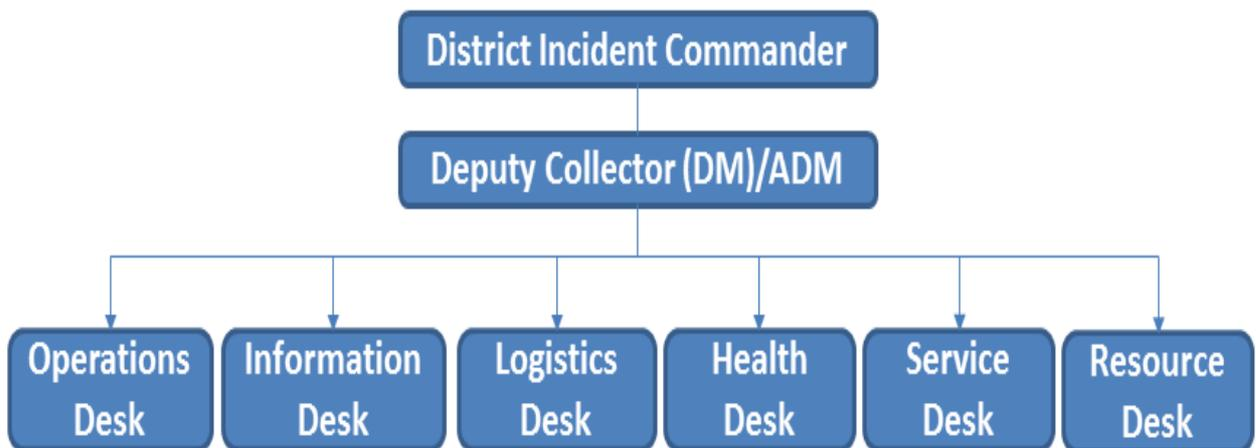 District Incident Commander
Deputy Collector (DM)/ADM
Operations
Desk
Information
Desk
Logistics
Desk
Health
Desk
Service
Desk
Resource
Desk